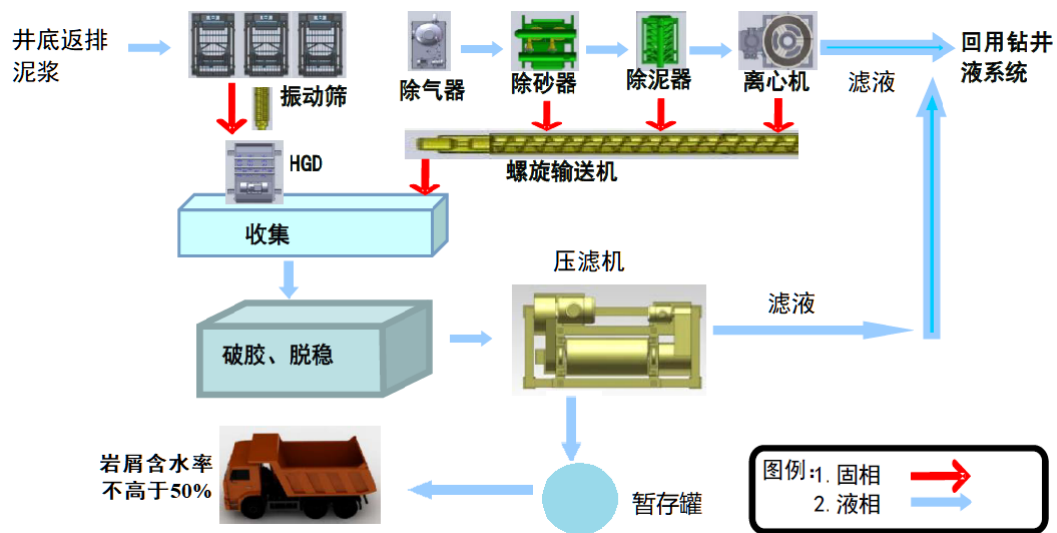 井底返排
泥浆
振动筛
除气器
除砂器
除泥器
离心机
滤液
回用钻井
液系统
HGD
螺旋输送机
收集
压滤机
滤液
破胶、脱稳
岩屑含水率
不高于50%
暂存罐
图例:1.固相
2.液相